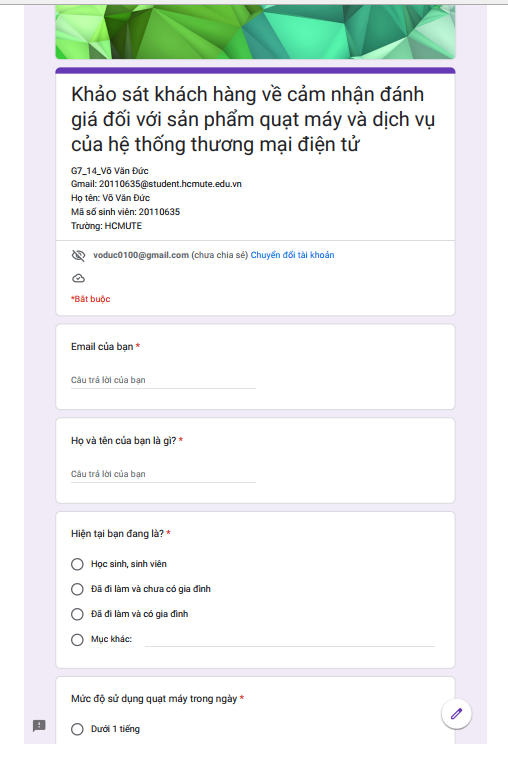 Khảo sát khách hàng về cảm nhận đánh
giá đối với sản phẩm quạt máy và dịch vụ
của hệ thống thương mại điện tử
G7_14_Võ Văn Đức
Gmail: 20110635@student.hcmute.edu.vn
Họ tên: Võ Văn Đức
Mã số sinh viên: 20110635
Trường: HCMUTE
voduc0100@gmail.com (chưa chia sẻ) Chuyển đổi tài khoản
*Bắt buộc
Email của bạn *
Câu trả lời của bạn
Họ và tên của bạn là gì? *
Câu trả lời của bạn
Hiện tại bạn đang là? *
Học sinh, sinh viên
Đã đi làm và chưa có gia đình
Đã đi làm và có gia đình
Mục khác:
Mức độ sử dụng quạt máy trong ngày *
Dưới 1 tiếng